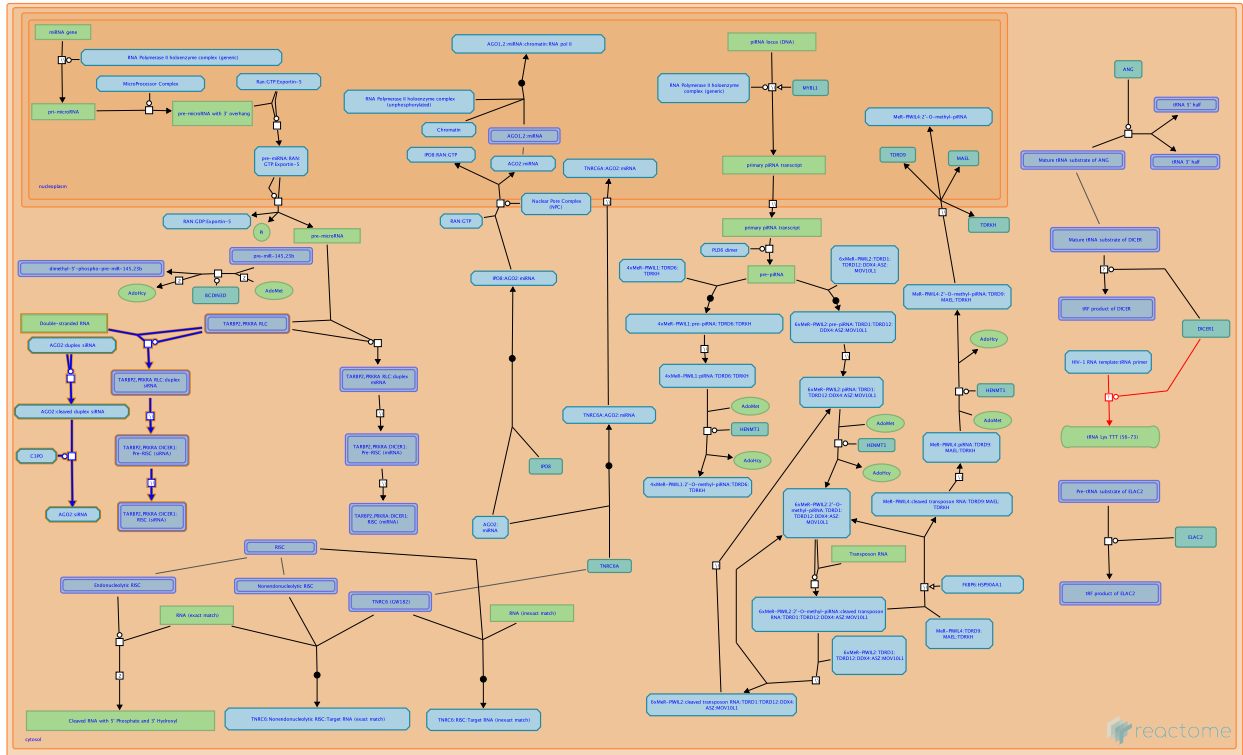 miRNA gene
RNA Polymerase II holoenzyme complex (generic)
MicroProcessor Complex
Ran:GTP:Exportin-5
pri-microRNA
pre-microRNA with 3' overhang
pre-miRNA:RAN:
GTP:Exportin-5
nucleoplasm
AGO1,2:miRNA:chromatin:RNA pol II
RNA Polymerase II holoenzyme complex
(unphosphorylated)
Chromatin
AGO1,2:miRNA
IPO8:RAN:GTP
AGO2:miRNA
TNRC6A:AGO2:miRNA
Nuclear Pore Complex
(NPC)
RAN:GTP
piRNA locus (DNA)
RNA Polymerase II holoenzyme
complex (generic)
MYBL1
primary piRNA transcript
MeR-PIWIL4:2'-O-methyl-piRNA
TDRD9
MAEL
TDRKH
ANG
tRNA 5' half
Mature tRNA substrate of ANG
tRNA 3' half
RAN:GDP:Exportin-5
Pi
pre-microRNA
pre-miR-145,23b
dimethyl-5'-phospho-pre-miR-145,23b
AdoHcy
BCDIN3D
AdoMet
primary piRNA transcript
PLD6 dimer
pre-piRNA
4xMeR-PIWIL1:TDRD6:
TDRKH
6xMeR-PIWIL2:TDRD1:
TDRD12:DDX4:ASZ:
MOV10L1
IPO8:AGO2:miRNA
Mature tRNA substrate of DICER
tRF product of DICER
DICER1
MeR-PIWIL4:2'-O-methyl-piRNA:TDRD9:
MAEL:TDRKH
Double-stranded RNA
TARBP2,PRKRA RLC
AGO2:duplex siRNA
TARBP2,PRKRA RLC:duplex
siRNA
TARBP2,PRKRA RLC:duplex
miRNA
4xMeR-PIWIL1:pre-piRNA:TDRD6:TDRKH
6xMeR-PIWIL2:pre-piRNA:TDRD1:TDRD12:
DDX4:ASZ:MOV10L1
AdoHcy
HENMT1
AdoMet
HIV-1 RNA template:tRNA primer
tRNA Lys TTT (56-75)
4xMeR-PIWIL1:piRNA:TDRD6:TDRKH
6xMeR-PIWIL2:piRNA:TDRD1:
TDRD12:DDX4:ASZ:MOV10L1
AGO2:cleaved duplex siRNA
TNRC6A:AGO2:miRNA
AdoMet
HENMT1
AdoHcy
AdoMet
HENMT1
AdoHcy
MeR-PIWIL4:piRNA:TDRD9:
MAEL:TDRKH
C3PO
TARBP2,PRKRA:DICER1:
Pre-RISC (siRNA)
TARBP2,PRKRA:DICER1:
Pre-RISC (miRNA)
IPO8
4xMeR-PIWIL1:2'-O-methyl-piRNA:TDRD6:
TDRKH
AGO2:siRNA
TARBP2,PRKRA:DICER1:
RISC (siRNA)
TARBP2,PRKRA:DICER1:
RISC (miRNA)
AGO2:
miRNA
6xMeR-PIWIL2:2'-O-
methyl-piRNA:TDRD1:
TDRD12:DDX4:ASZ:
MOV10L1
MeR-PIWIL4:cleaved transposon RNA:TDRD9:MAEL:
TDRKH
Pre-tRNA substrate of ELAC2
ELAC2
tRF product of ELAC2
RISC
Endonucleolytic RISC
Nonendonucleolytic RISC
TNRC6 (GW182)
TNRC6A
Transposon RNA
FKBP6:HSP90AA1
RNA (exact match)
RNA (inexact match)
6xMeR-PIWIL2:2'-O-methyl-piRNA:cleaved transposon
RNA:TDRD1:TDRD12:DDX4:ASZ:MOV10L1
MeR-PIWIL4:TDRD9:
MAEL:TDRKH
6xMeR-PIWIL2:TDRD1:
TDRD12:DDX4:ASZ:MOV10L1
6xMeR-PIWIL2:cleaved transposon RNA:TDRD1:TDRD12:DDX4:
ASZ:MOV10L1
Cleaved RNA with 5' Phosphate and 3' Hydroxyl
TNRC6:Nonendonucleolytic RISC:Target RNA (exact match)
TNRC6:RISC:Target RNA (inexact match)
cytosol
reactome